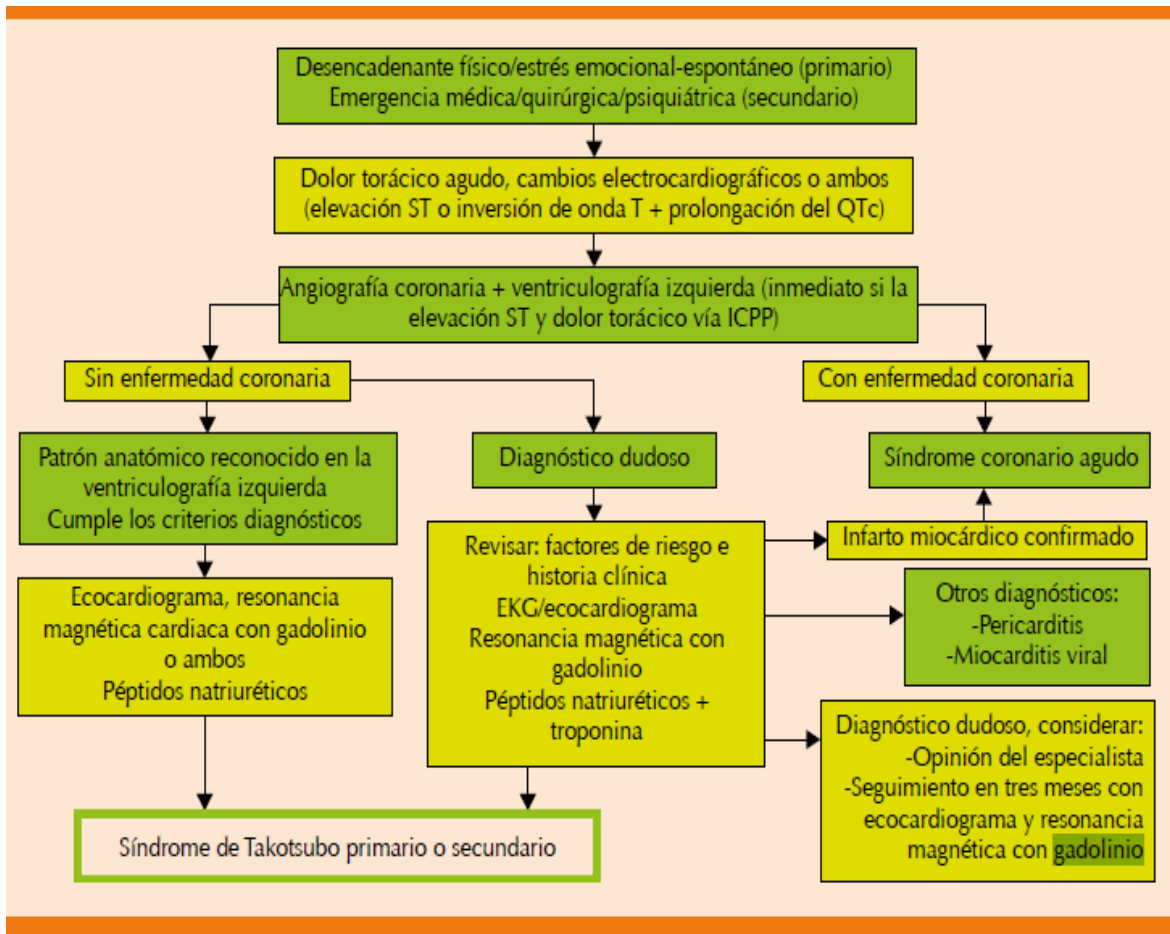 Desencadenante físico/estrés emocional-espontáneo (primario)
Emergencia médica/quirúrgica/psiquiátrica (secundario)
Dolor torácico agudo, cambios electrocardiográficos o ambos
(elevación ST o inversión de onda T + prolongación del QTc)
Angiografía coronaria + ventriculografía izquierda (inmediato si la
elevación ST y dolor torácico vía ICPP)
Sin enfermedad coronaria
Con enfermedad coronaria
Patrón anatómico reconocido en la
ventriculografía izquierda
Cumple los criterios diagnósticos
Diagnóstico dudoso
Síndrome coronario agudo
Revisar: factores de riesgo e
historia clínica
EKG/ecocardiograma
Resonancia magnética con
gadolinio
Péptidos natriuréticos +
troponina
Infarto miocárdico confirmado
Ecocardiograma, resonancia
magnética cardiaca con gadolinio
o ambos
Péptidos natriuréticos
Otros diagnósticos:
-Pericarditis
-Miocarditis viral
Diagnóstico dudoso, considerar:
-Opinión del especialista
-Seguimiento en tres meses con
ecocardiograma y resonancia
magnética con gadolinio
Síndrome de Takotsubo primario o secundario